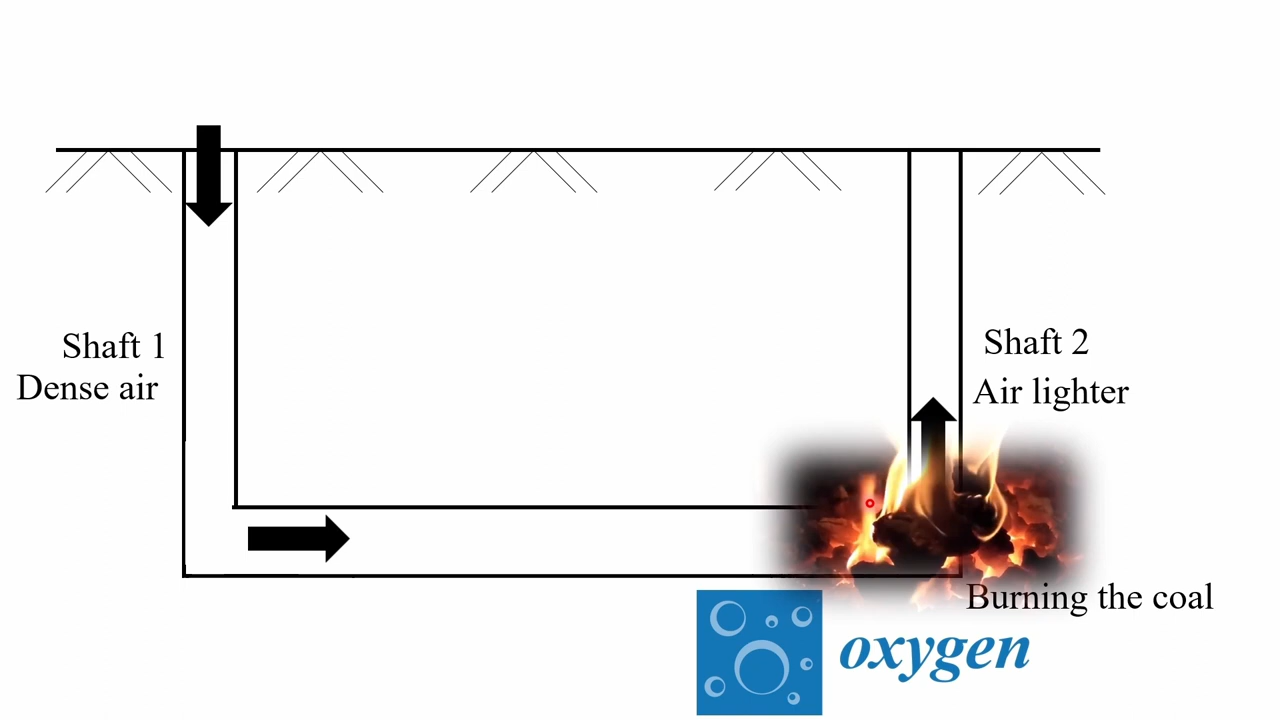 Shaft 1
Dense air
Shaft 2
Air lighter
Burning the coal
oxygen